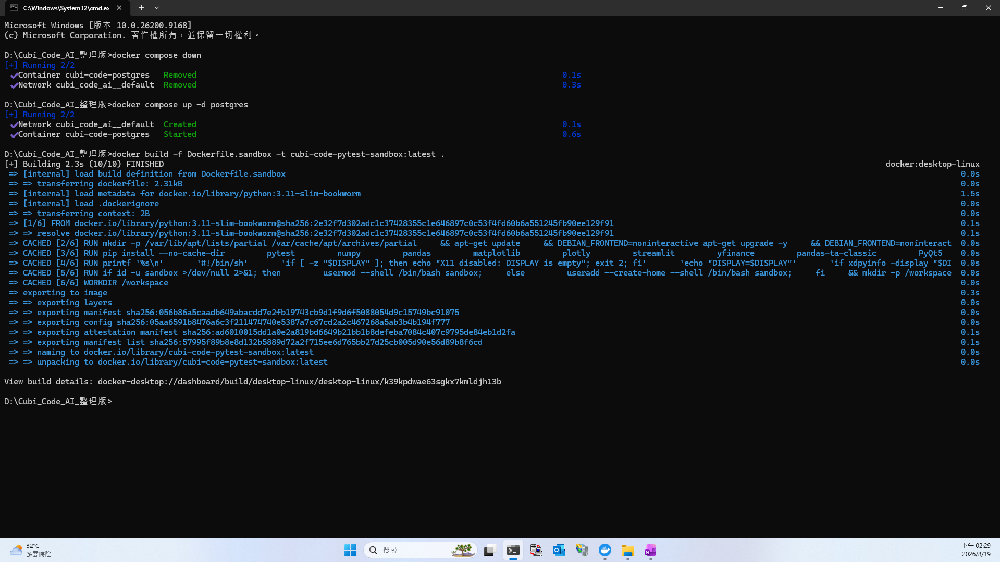 C:\Windows\System32\cmd.ex
Microsoft Windows [版本 10.0.26200.9168]
(c) Microsoft Corporation. 著作權所有，並保留一切權利。
D:\Cubi_Code_AI_整理版>docker compose down
[+] Running 2/2
✔Container cubi-code-postgres Removed 0.1s
✔Network cubi_code_ai__default Removed 0.3s
D:\Cubi_Code_AI_整理版>docker compose up -d postgres
[+] Running 2/2
✔Network cubi_code_ai__default Created 0.1s
✔Container cubi-code-postgres Started 0.6s
D:\Cubi_Code_AI_整理版>docker build -f Dockerfile.sandbox -t cubi-code-pytest-sandbox:latest .
[+] Building 2.3s (10/10) FINISHED docker:desktop-linux
=> [internal] load build definition from Dockerfile.sandbox 0.0s
=> => transferring dockerfile: 2.31kB 0.0s
=> [internal] load metadata for docker.io/library/python:3.11-slim-bookworm 1.5s
=> [internal] load .dockerignore 0.0s
=> => transferring context: 2B 0.0s
=> [1/6] FROM docker.io/library/python:3.11-slim-bookworm@sha256:2e32f7d302adc1c37428355c1e646897c0c53f4fd60b6a551245fb90ee129f91 0.1s
=> => resolve docker.io/library/python:3.11-slim-bookworm@sha256:2e32f7d302adc1c37428355c1e646897c0c53f4fd60b6a551245fb90ee129f91 0.1s
=> CACHED [2/6] RUN mkdir -p /var/lib/apt/lists/partial /var/cache/apt/archives/partial && apt-get update && DEBIAN_FRONTEND=noninteractive apt-get upgrade -y && DEBIAN_FRONTEND=noninteract 0.0s
=> CACHED [3/6] RUN pip install --no-cache-dir pytest numpy pandas matplotlib plotly streamlit yfinance pandas-ta-classic PyQt5 0.0s
=> CACHED [4/6] RUN printf '%s\n' '#!/bin/sh' 'if [ -z "$DISPLAY" ]; then echo "X11 disabled: DISPLAY is empty"; exit 2; fi' 'echo "DISPLAY=$DISPLAY"' 'if xdpyinfo -display "$DI 0.0s
=> CACHED [5/6] RUN if id -u sandbox >/dev/null 2>&1; then usermod --shell /bin/bash sandbox; else useradd --create-home --shell /bin/bash sandbox; fi && mkdir -p /workspace 0.0s
=> CACHED [6/6] WORKDIR /workspace 0.0s
=> exporting to image 0.3s
=> => exporting layers 0.0s
=> => exporting manifest sha256:056b86a5caadb649abacdd7e2fb19743cb9d1f9d6f5088054d9c15749bc91075 0.0s
=> => exporting config sha256:05aa6591b8476a6c3f211474740e5387a7c67cd2a2c467268a5ab3b4b194f777 0.0s
=> => exporting attestation manifest sha256:ad6010015dd1a0e2a819bd6649b21bb1b8defeba7084c407c9795de84eb1d2fa 0.1s
=> => exporting manifest list sha256:57995f89b8e8d132b5889d72a2f715ee6d765bb27d25cb005d90e56d89b8f6cd 0.1s
=> => naming to docker.io/library/cubi-code-pytest-sandbox:latest 0.0s
=> => unpacking to docker.io/library/cubi-code-pytest-sandbox:latest 0.0s
View build details: docker-desktop://dashboard/build/desktop-linux/desktop-linux/k39kpdwae63sgkx7kmldjh13b
D:\Cubi_Code_AI_整理版>
32°C
多雲時陰
搜尋
下午 02:29
2026/8/19